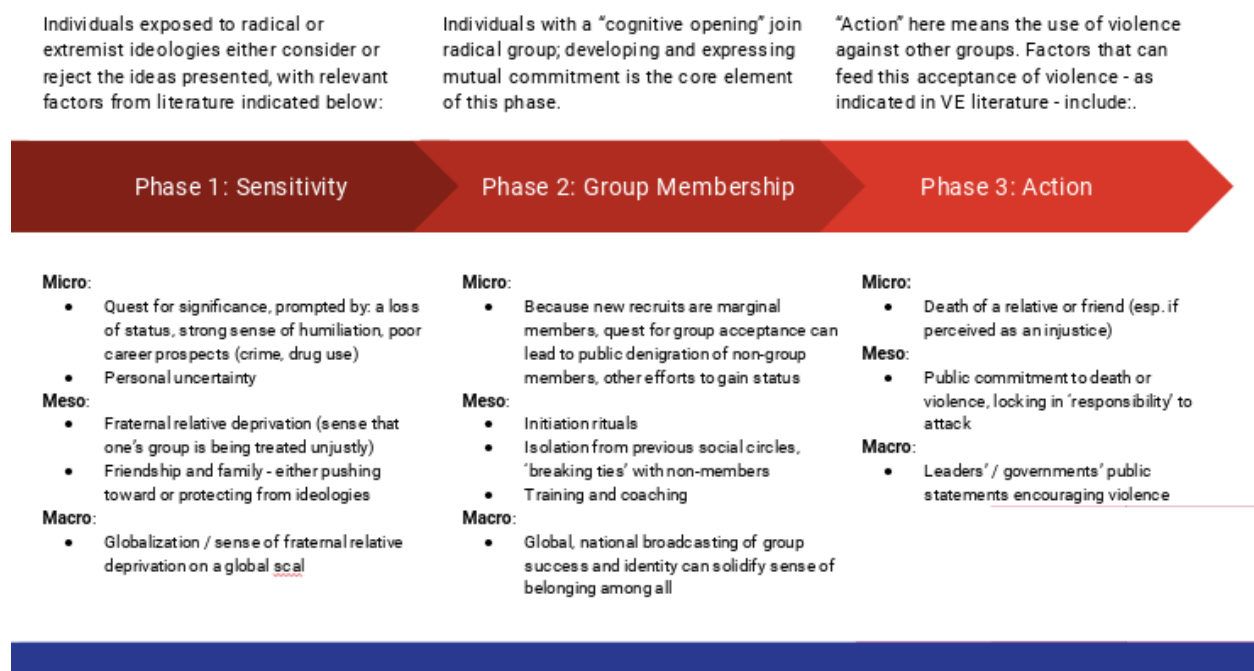 Individuals exposed to radical or
extremist ideologies either consider or
reject the ideas presented, with relevant
factors from literature indicated below:
Individuals with a “cognitive opening” join
radical group; developing and expressing
mutual commitment is the core element
of this phase.
“Action” here means the use of violence
against other groups. Factors that can
feed this acceptance of violence - as
indicated in VE literature - include:.
Phase 1: Sensitivity
Phase 2: Group Membership
Phase 3: Action
Micro:
● Quest for significance, prompted by: a loss
of status, strong sense of humiliation, poor
career prospects (crime, drug use)
● Personal uncertainty
Meso:
● Fraternal relative deprivation (sense that
one’s group is being treated unjustly)
● Friendship and family - either pushing
toward or protecting from ideologies
Macro:
● Globalization / sense of fraternal relative
deprivation on a global scal
Micro:
● Because new recruits are marginal
members, quest for group acceptance can
lead to public denigration of non-group
members, other efforts to gain status
Meso:
● Initiation rituals
● Isolation from previous social circles,
‘breaking ties’ with non-members
● Training and coaching
Macro:
● Global, national broadcasting of group
success and identity can solidify sense of
belonging among all
Micro:
● Death of a relative or friend (esp. if
perceived as an injustice)
Meso:
● Public commitment to death or
violence, locking in ‘responsibility’ to
attack
Macro:
● Leaders’ / governments’ public
statements encouraging violence